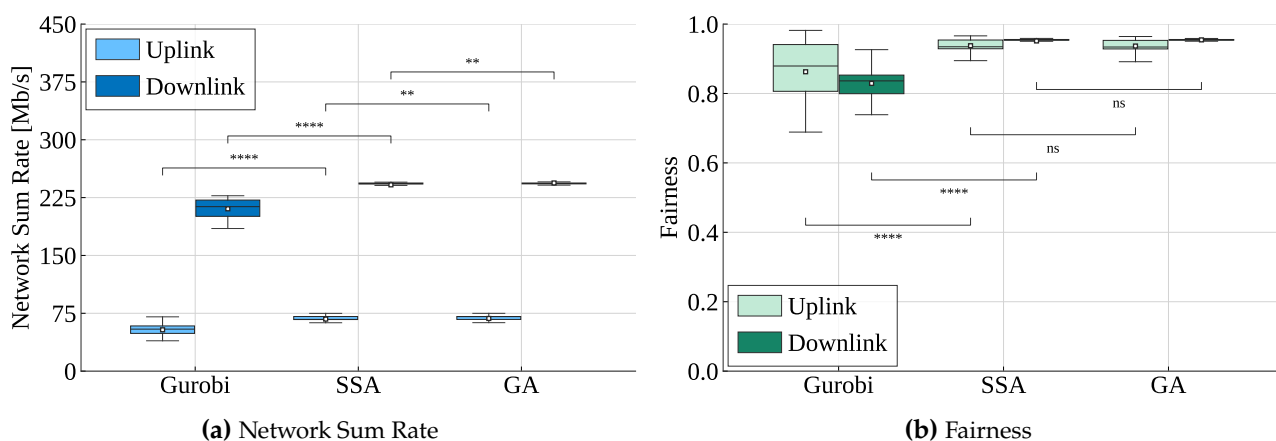 Network Sum Rate [Mb/s]
450
375
300
225
150
75
0
Uplink
Downlink
**
**
****
****
Gurobi SSA GA
(a) Network Sum Rate
Fairness
1.0
0.8
0.6
0.4
0.2
0.0
ns
ns
****
****
Uplink
Downlink
Gurobi SSA GA
(b) Fairness